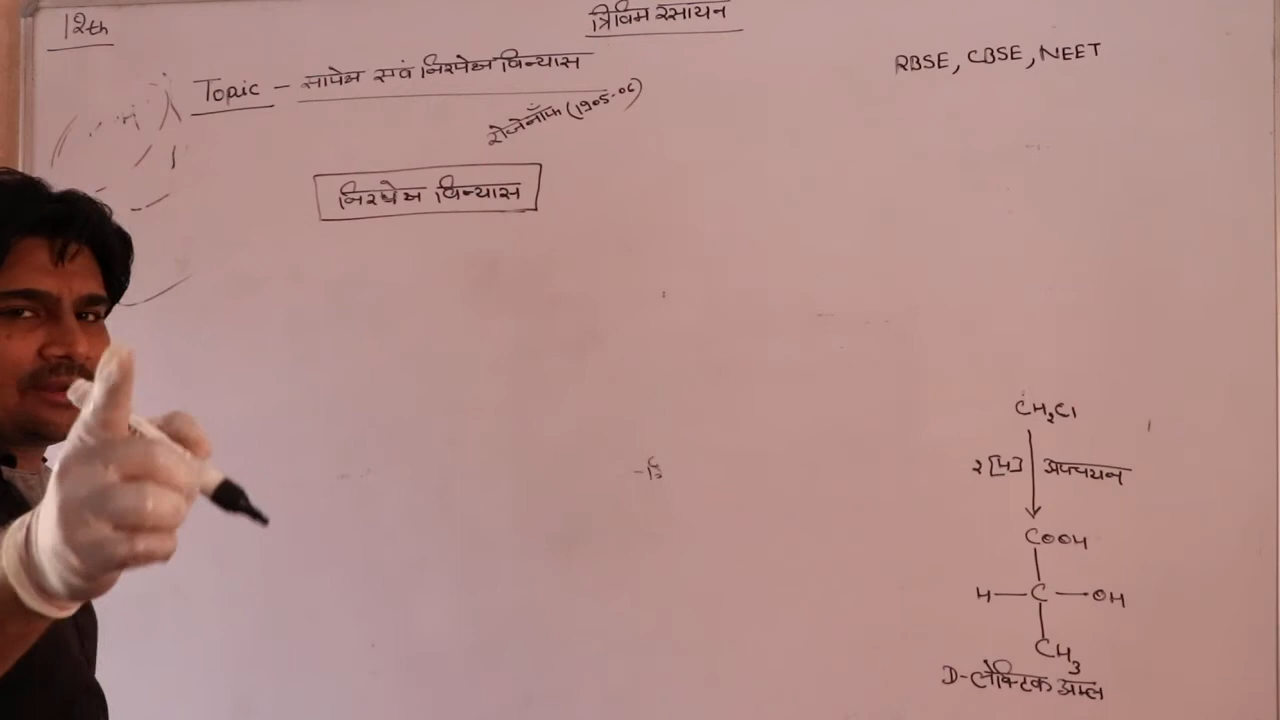 12th
त्रिविम रसायन
RBSE, CBSE, NEET
Topic - सापेक्ष एवं निरपेक्ष विन्यास
रोजेनॉफ (1905-06)
निरपेक्ष विन्यास
CH₂Cl
2[H] अपचयन
COOH
H—C—OH
CH₃
D-लैक्टिक अम्ल